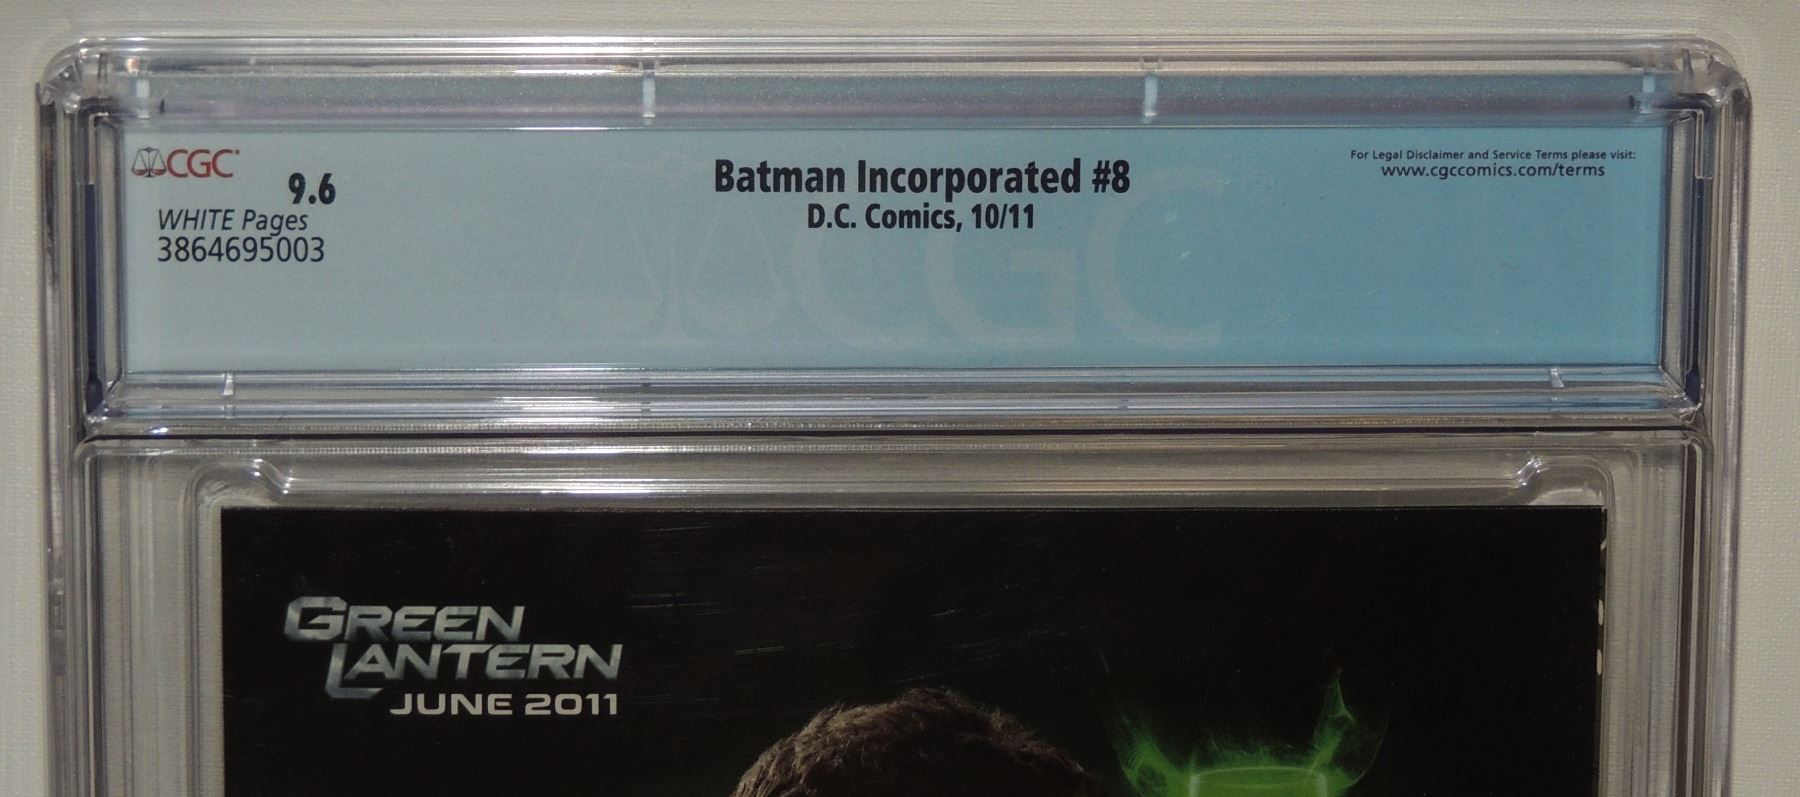 CGC
9.6
WHITE Pages
3864695003
Batman Incorporated #8
D.C. Comics, 10/11
For Legal Disclaimer and Service Terms please visit:
www.cgccomics.com/terms
CGC
GREEN
LANTERN
JUNE 2011